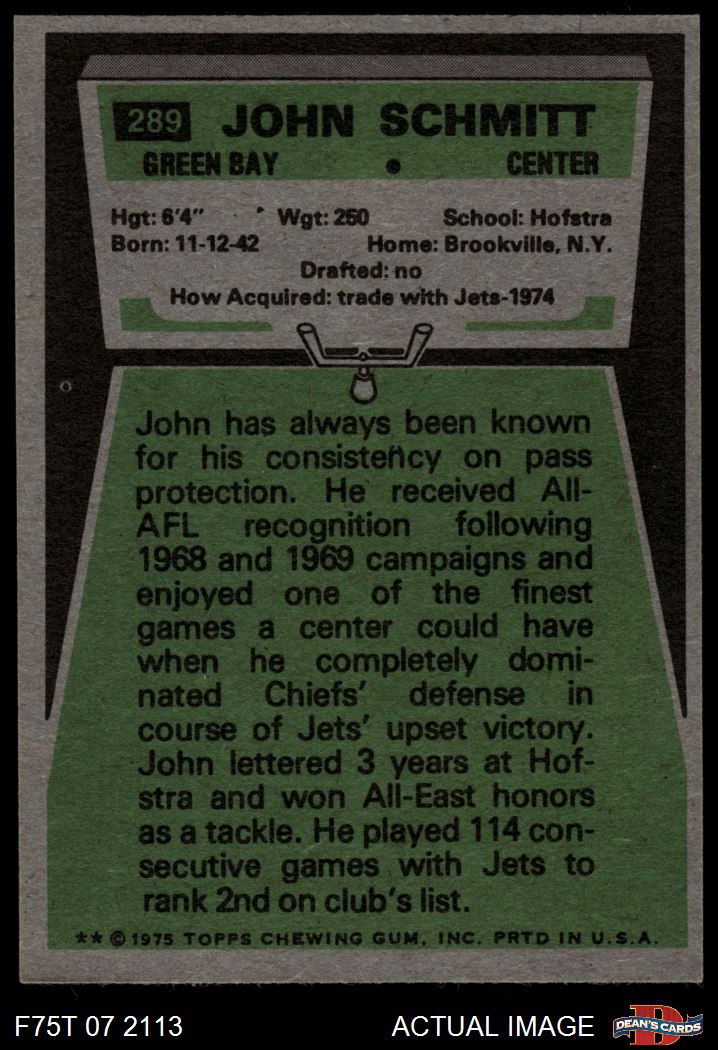 289 JOHN SCHMITT
GREEN BAY • CENTER
Hgt: 6'4" Wgt: 250 School: Hofstra
Born: 11-12-42 Home: Brookville, N.Y.
Drafted: no
How Acquired: trade with Jets-1974
John has always been known
for his consistency on pass
protection. He received All-
AFL recognition following
1968 and 1969 campaigns and
enjoyed one of the finest
games a center could have
when he completely domi-
nated Chiefs' defense in
course of Jets' upset victory.
John lettered 3 years at Hof-
stra and won All-East honors
as a tackle. He played 114 con-
secutive games with Jets to
rank 2nd on club's list.
**©1975 TOPPS CHEWING GUM, INC. PRTD IN U.S.A.
F75T 07 2113 ACTUAL IMAGE DEAN'S CARDS